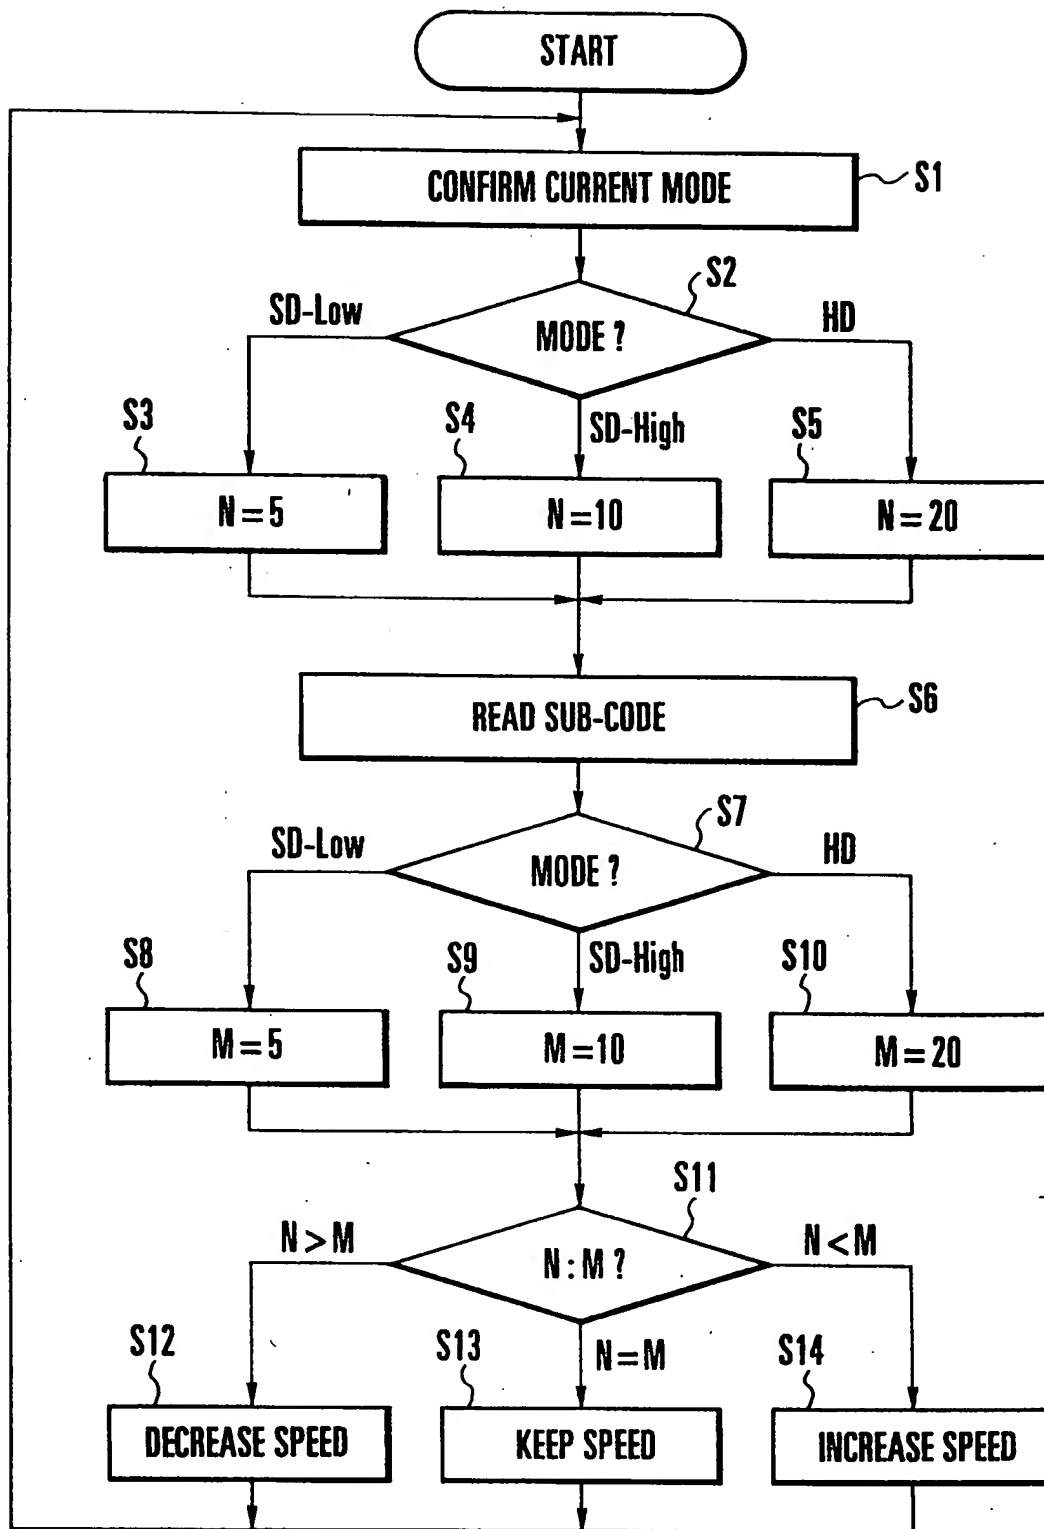 START
CONFIRM CURRENT MODE
S1
S2
SD-Low
MODE ?
HD
SD-High
S3
S4
S5
N = 5
N = 10
N = 20
READ SUB-CODE
S6
S7
SD-Low
MODE ?
HD
SD-High
S8
S9
S10
M = 5
M = 10
M = 20
S11
N > M
N : M ?
N < M
N = M
S12
S13
S14
DECREASE SPEED
KEEP SPEED
INCREASE SPEED